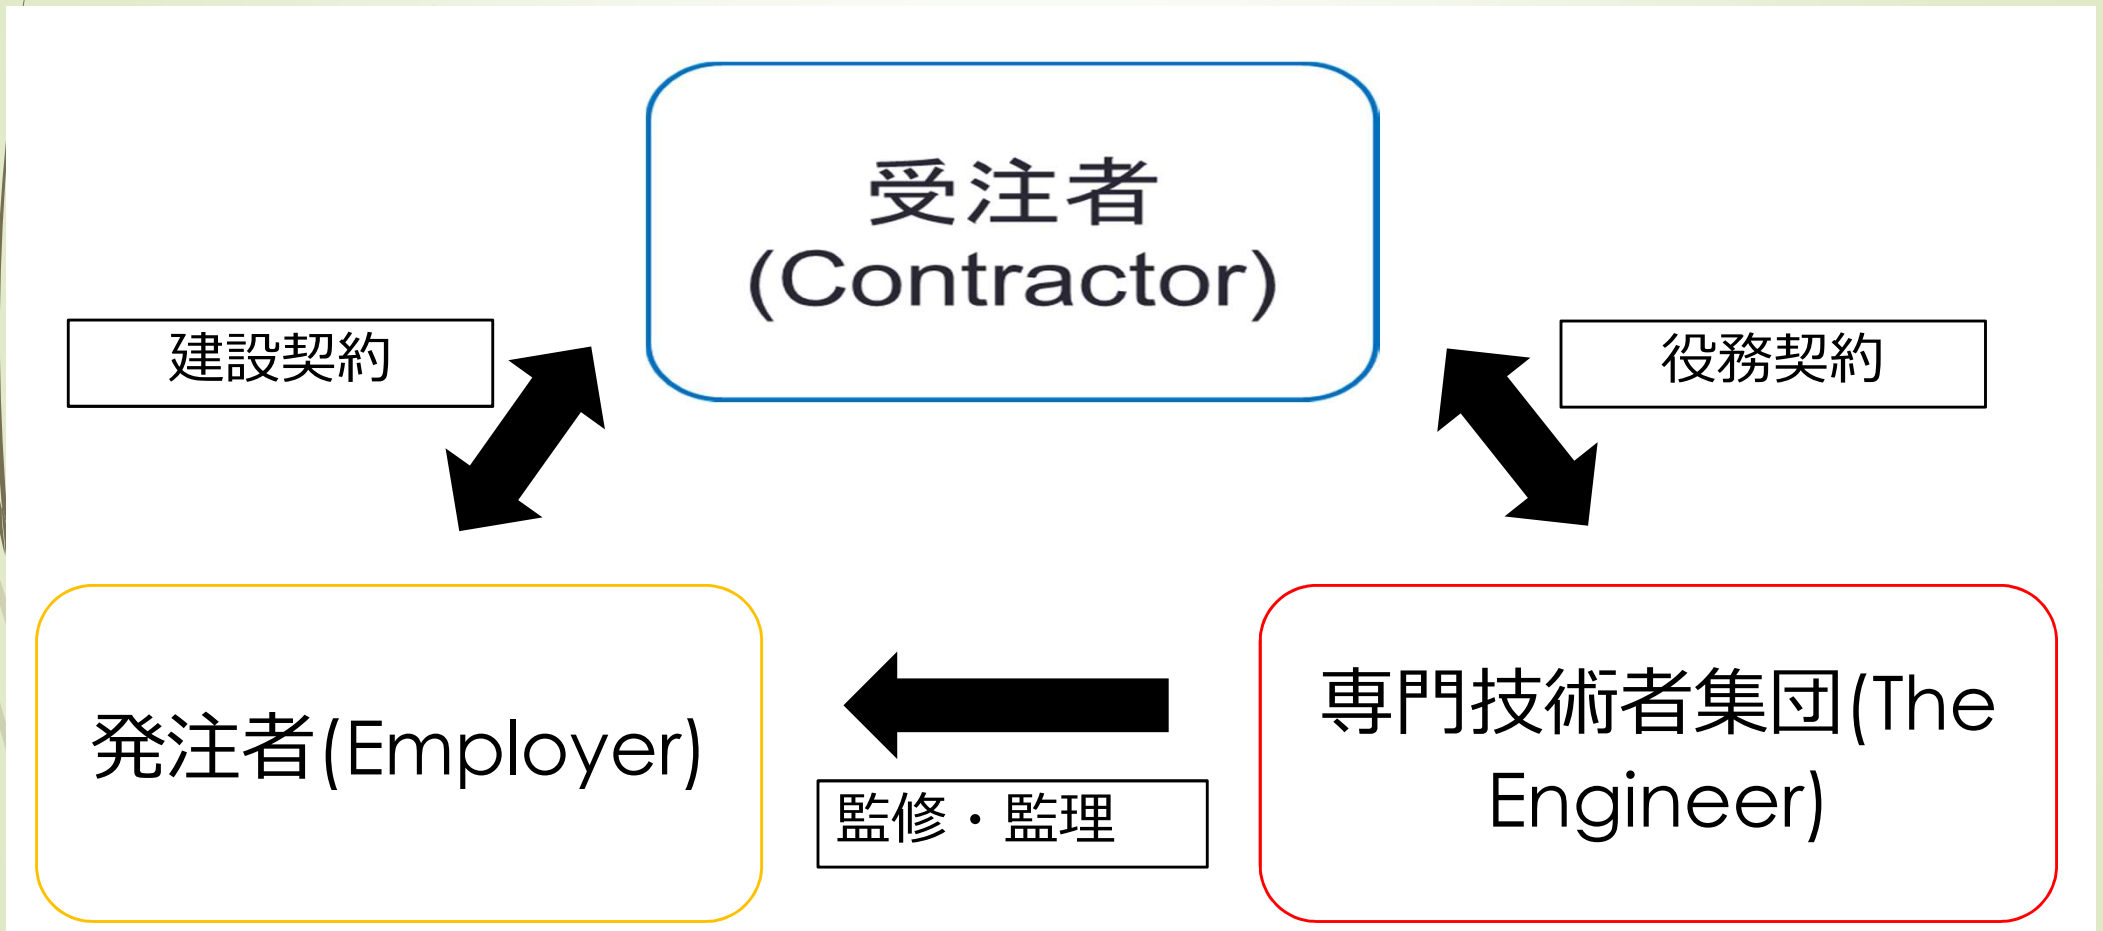 受注者
(Contractor)
建設契約
役務契約
発注者(Employer)
専門技術者集団(The
Engineer)
監修・監理